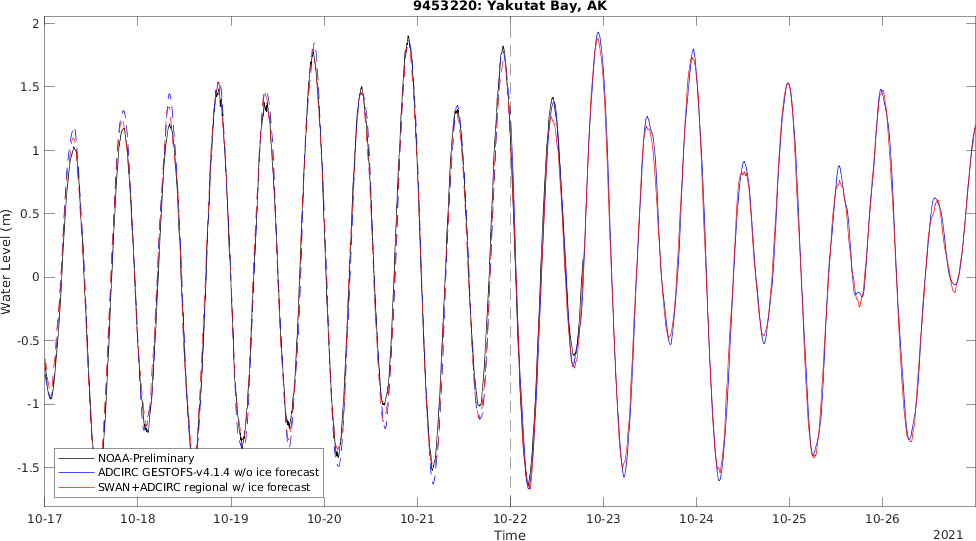 9453220: Yakutat Bay, AK
Water Level (m)
2
1.5
1
0.5
0
-0.5
-1
-1.5
NOAA-Preliminary
ADCIRC GESTOFS-v4.1.4 w/o ice forecast
SWAN+ADCIRC regional w/ ice forecast
10-17 10-18 10-19 10-20 10-21 10-22 10-23 10-24 10-25 10-26
Time
2021